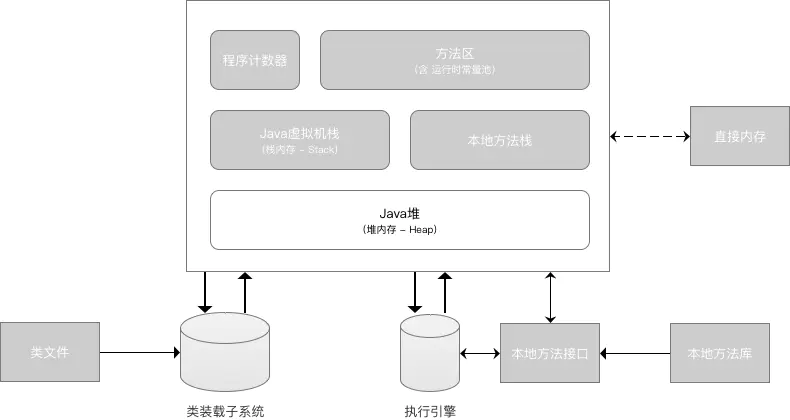 程序计数器
方法区
(含 运行时常量池)
Java虚拟机栈
(栈内存 – Stack)
本地方法栈
直接内存
Java堆
(堆内存 – Heap)
类文件
本地方法接口
本地方法库
类装载子系统
执行引擎